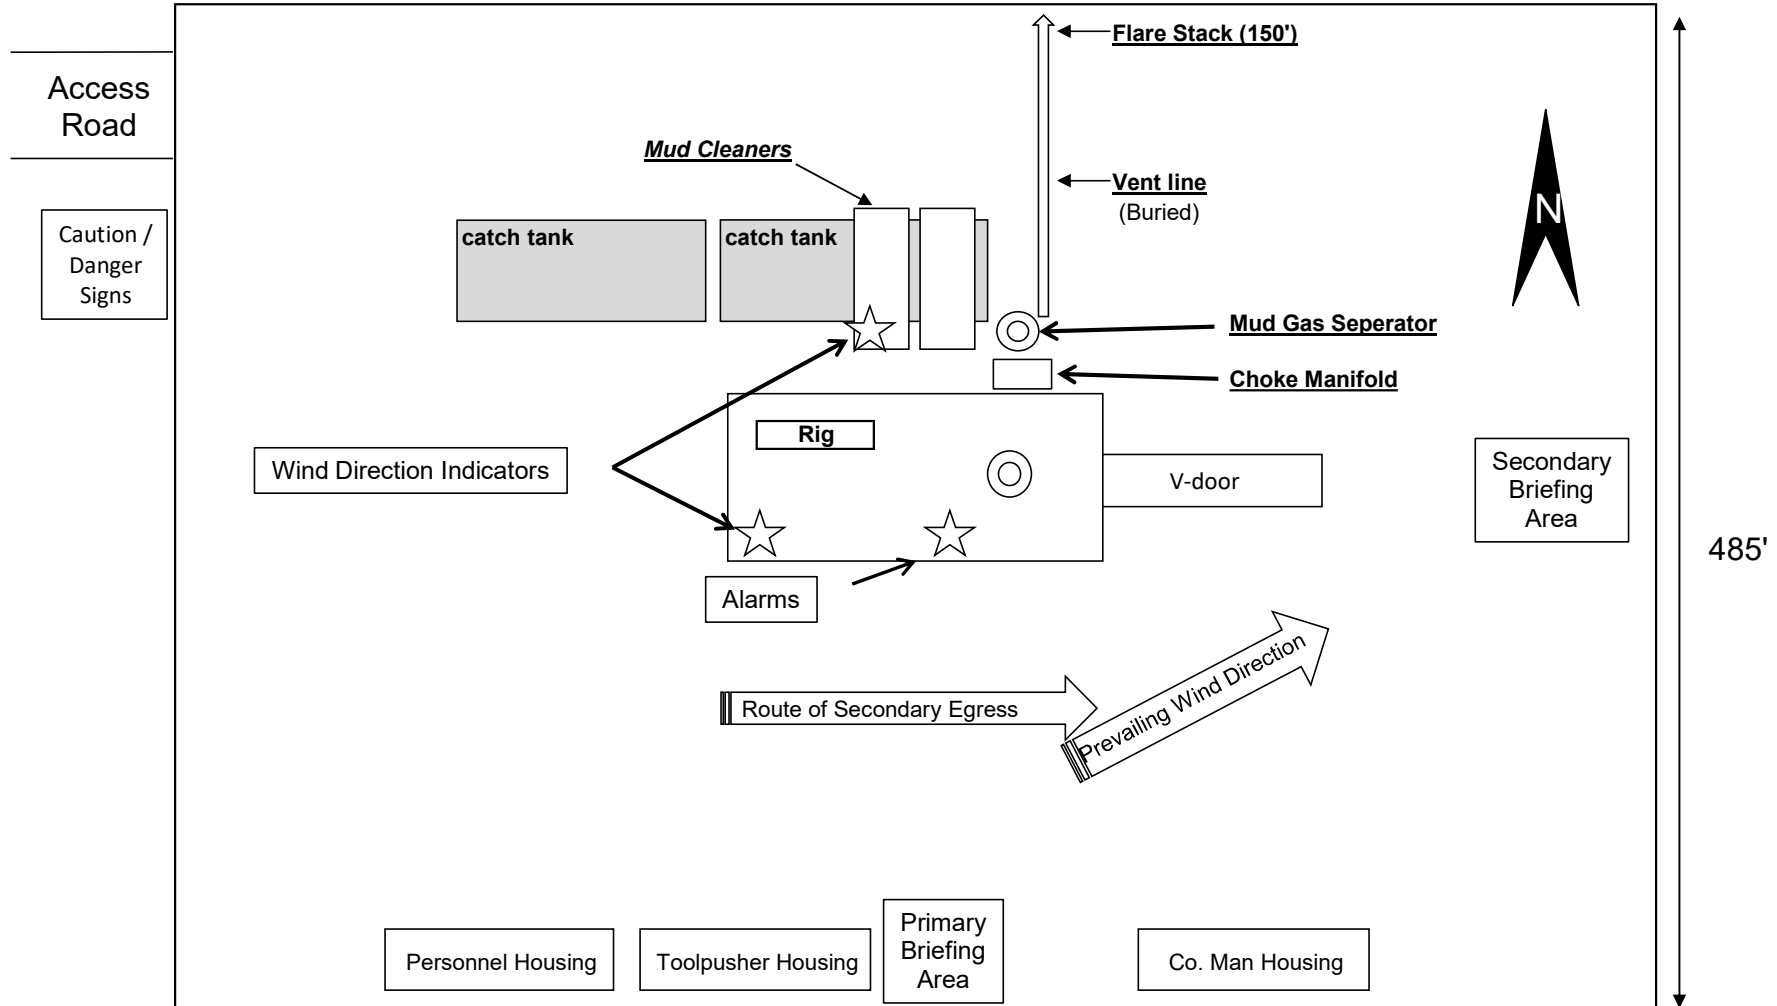 Flare Stack (150')
Access
Road
Mud Cleaners
Vent line
(Buried)
N
Caution /
Danger
Signs
catch tank
catch tank
Mud Gas Seperator
Choke Manifold
Rig
Wind Direction Indicators
V-door
Secondary
Briefing
Area
485'
Alarms
Prevailing Wind Direction
Route of Secondary Egress
Personnel Housing
Toolpusher Housing
Primary
Briefing
Area
Co. Man Housing